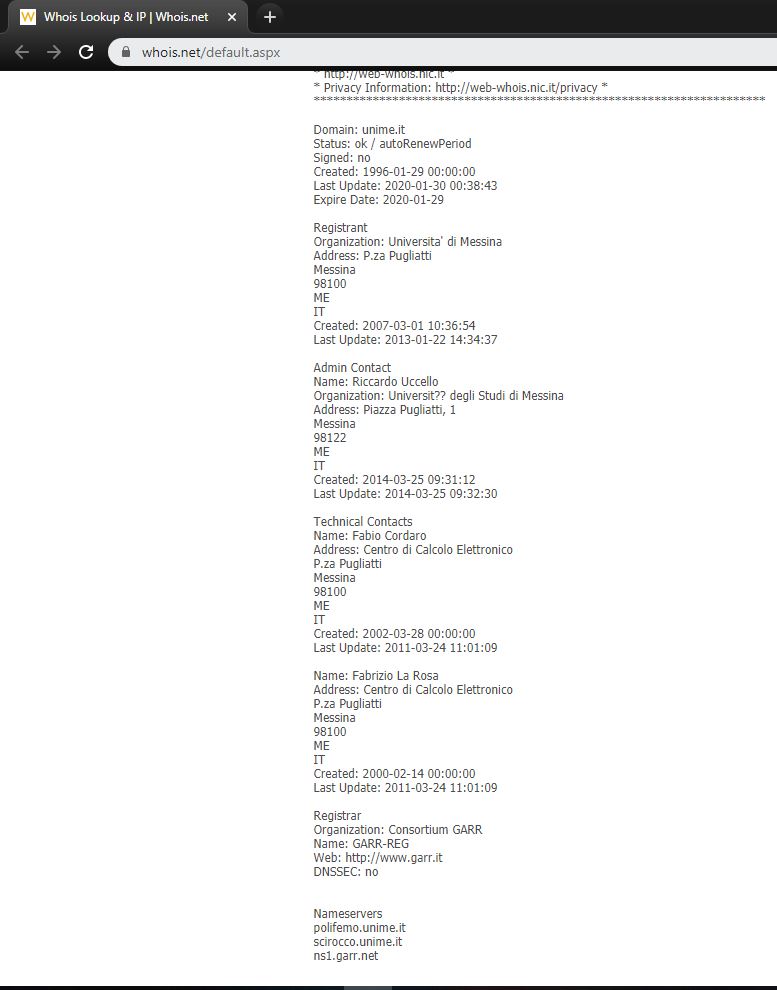 Whois Lookup & IP | Whois.net
whois.net/default.aspx
* http://web-whois.nic.it *
* Privacy Information: http://web-whois.nic.it/privacy *
*********************************************************************
Domain: unime.it
Status: ok / autoRenewPeriod
Signed: no
Created: 1996-01-29 00:00:00
Last Update: 2020-01-30 00:38:43
Expire Date: 2020-01-29
Registrant
Organization: Universita' di Messina
Address: P.za Pugliatti
Messina
98100
ME
IT
Created: 2007-03-01 10:36:54
Last Update: 2013-01-22 14:34:37
Admin Contact
Name: Riccardo Uccello
Organization: Universit?? degli Studi di Messina
Address: Piazza Pugliatti, 1
Messina
98122
ME
IT
Created: 2014-03-25 09:31:12
Last Update: 2014-03-25 09:32:30
Technical Contacts
Name: Fabio Cordaro
Address: Centro di Calcolo Elettronico
P.za Pugliatti
Messina
98100
ME
IT
Created: 2002-03-28 00:00:00
Last Update: 2011-03-24 11:01:09
Name: Fabrizio La Rosa
Address: Centro di Calcolo Elettronico
P.za Pugliatti
Messina
98100
ME
IT
Created: 2000-02-14 00:00:00
Last Update: 2011-03-24 11:01:09
Registrar
Organization: Consortium GARR
Name: GARR-REG
Web: http://www.garr.it
DNSSEC: no
Nameservers
polifemo.unime.it
scirocco.unime.it
ns1.garr.net